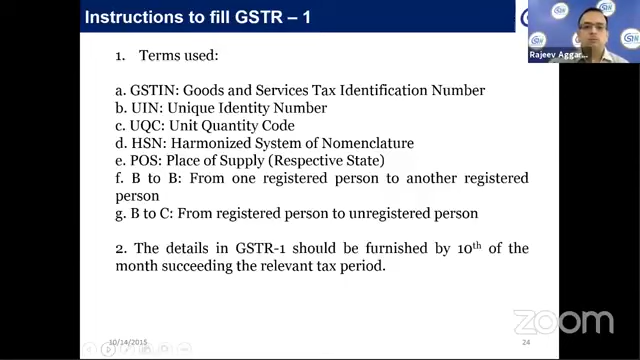 Instructions to fill GSTR – 1
Rajeev Aggar
1. Terms used:
a. GSTIN: Goods and Services Tax Identification Number
b. UIN: Unique Identity Number
c. UQC: Unit Quantity Code
d. HSN: Harmonized System of Nomenclature
e. POS: Place of Supply (Respective State)
f. B to B: From one registered person to another registered
person
g. B to C: From registered person to unregistered person
2. The details in GSTR-1 should be furnished by 10th of the
month succeeding the relevant tax period.
zoom
10/14/2015
24